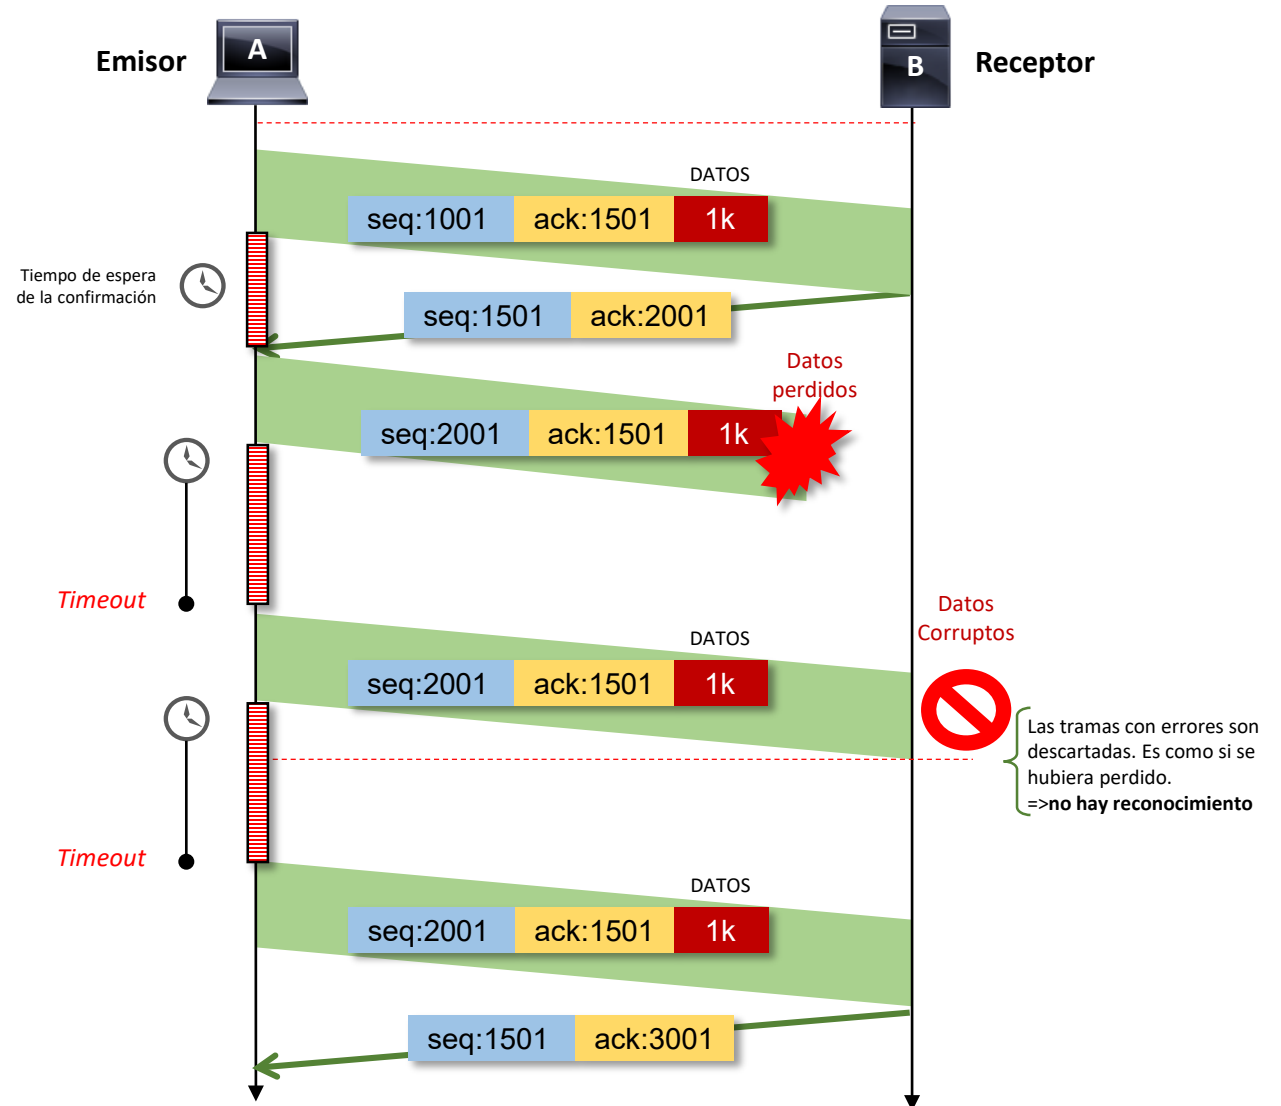 Emisor
A
B
Receptor
DATOS
seq:1001 ack:1501 1k
Tiempo de espera
de la confirmación
seq:1501 ack:2001
Datos
perdidos
seq:2001 ack:1501 1k
Timeout
Datos
Corruptos
DATOS
seq:2001 ack:1501 1k
Las tramas con errores son
descartadas. Es como si se
hubiera perdido.
=>no hay reconocimiento
Timeout
DATOS
seq:2001 ack:1501 1k
seq:1501 ack:3001